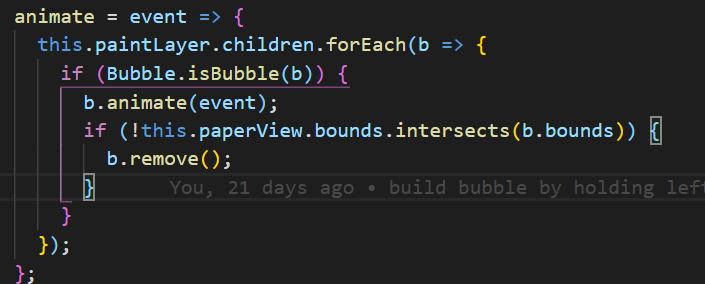 animate = event => {
this.paintLayer.children.forEach(b => {
if (Bubble.isBubble(b)) {
b.animate(event);
if (!this.paperView.bounds.intersects(b.bounds)) {
b.remove();
} You, 21 days ago • build bubble by holding left
}
});
};